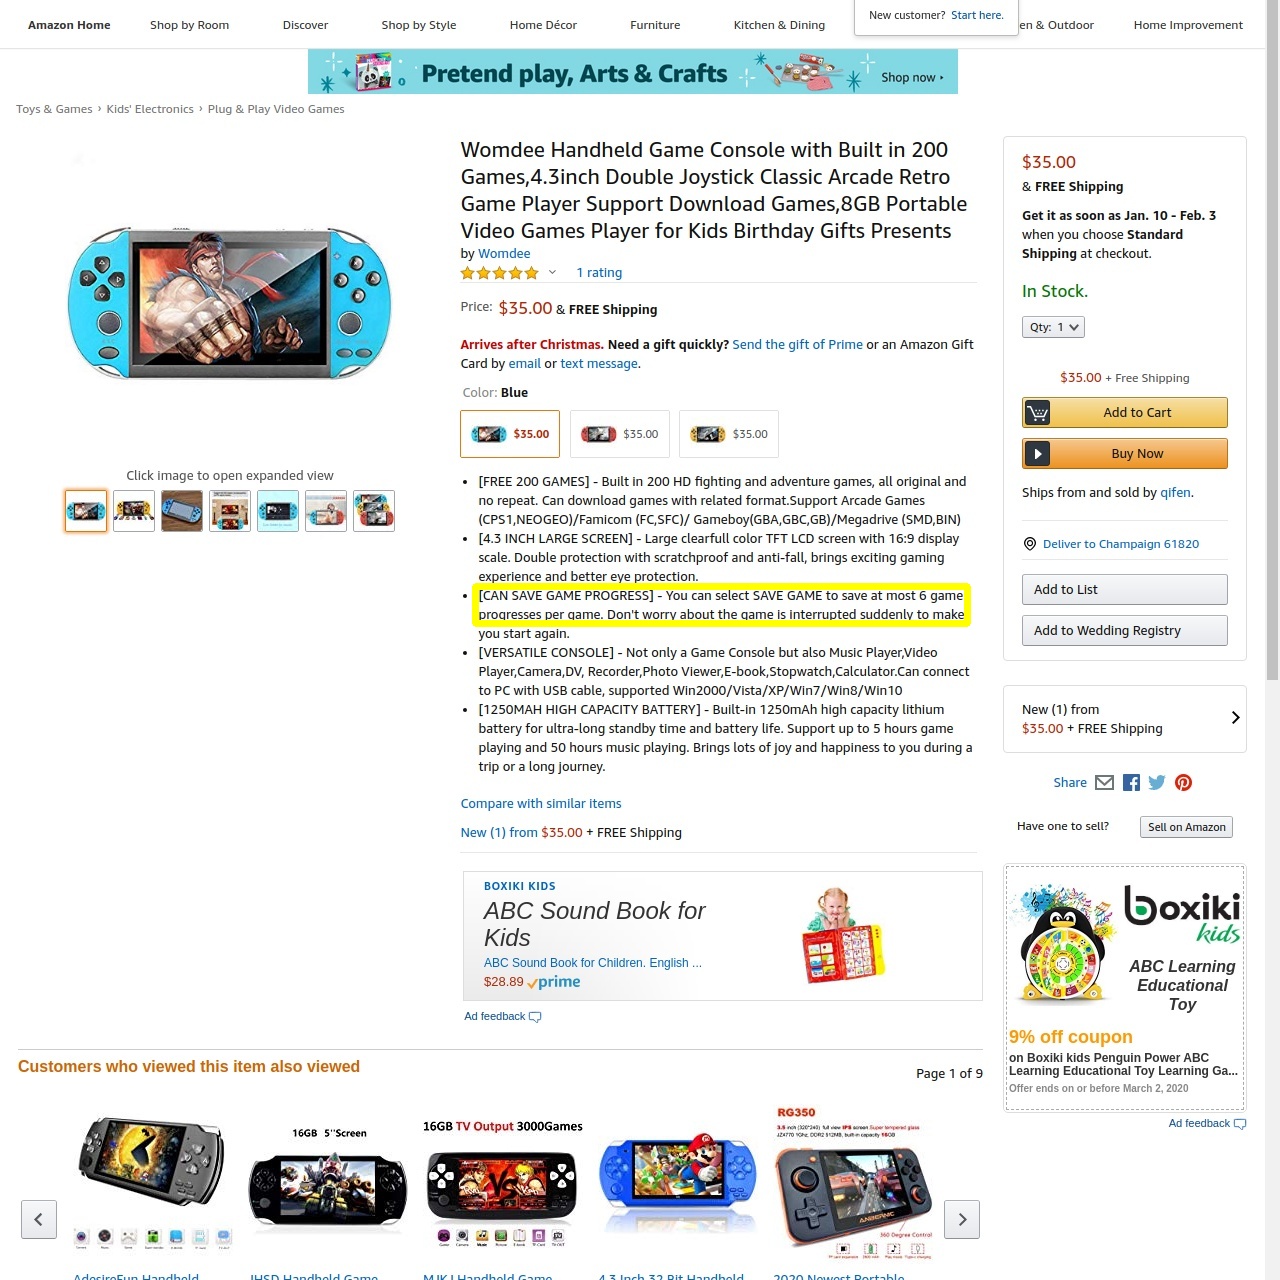 Amazon Home
Shop by Room
Discover
Shop by Style
Home Décor
Furniture
Kitchen & Dining
New customer? Start here.
en & Outdoor
Home Improvement
Pretend play, Arts & Crafts
Shop now ▸
Toys & Games › Kids' Electronics › Plug & Play Video Games
Womdee Handheld Game Console with Built in 200
Games,4.3inch Double Joystick Classic Arcade Retro
Game Player Support Download Games,8GB Portable
Video Games Player for Kids Birthday Gifts Presents
by Womdee
1 rating
Price: $35.00 & FREE Shipping
Arrives after Christmas. Need a gift quickly? Send the gift of Prime or an Amazon Gift
Card by email or text message.
Color: Blue
$35.00
$35.00
$35.00
Click image to open expanded view
• [FREE 200 GAMES] - Built in 200 HD fighting and adventure games, all original and
no repeat. Can download games with related format.Support Arcade Games
(CPS1,NEOGEO)/Famicom (FC,SFC)/ Gameboy(GBA,GBC,GB)/Megadrive (SMD,BIN)
• [4.3 INCH LARGE SCREEN] - Large clearfull color TFT LCD screen with 16:9 display
scale. Double protection with scratchproof and anti-fall, brings exciting gaming
experience and better eye protection.
• [CAN SAVE GAME PROGRESS] - You can select SAVE GAME to save at most 6 game
progresses per game. Don't worry about the game is interrupted suddenly to make
you start again.
• [VERSATILE CONSOLE] - Not only a Game Console but also Music Player,Video
Player,Camera,DV, Recorder,Photo Viewer,E-book,Stopwatch,Calculator.Can connect
to PC with USB cable, supported Win2000/Vista/XP/Win7/Win8/Win10
• [1250MAH HIGH CAPACITY BATTERY] - Built-in 1250mAh high capacity lithium
battery for ultra-long standby time and battery life. Support up to 5 hours game
playing and 50 hours music playing. Brings lots of joy and happiness to you during a
trip or a long journey.
Compare with similar items
New (1) from $35.00 + FREE Shipping
BOXIKI KIDS
ABC Sound Book for
Kids
ABC Sound Book for Children. English ...
$28.89 prime
Ad feedback
$35.00
& FREE Shipping
Get it as soon as Jan. 10 - Feb. 3
when you choose Standard
Shipping at checkout.
In Stock.
Qty: 1
$35.00 + Free Shipping
Add to Cart
Buy Now
Ships from and sold by qifen.
Deliver to Champaign 61820
Add to List
Add to Wedding Registry
New (1) from
$35.00 + FREE Shipping
Share
Have one to sell?
Sell on Amazon
boxiki
kids
ABC Learning
Educational
Toy
9% off coupon
on Boxiki kids Penguin Power ABC
Learning Educational Toy Learning Ga...
Offer ends on or before March 2, 2020
Ad feedback
Customers who viewed this item also viewed
Page 1 of 9
16GB 5"Screen
16GB TV Output 3000Games
RG350
3.5 inch (320*240) full view IPS screen Super tempered glass
JZ4770 1GHz, DDR2 512MB, built-in capacity 16GB
ANBERNIC
360 Degree Control
AdesireFun Handheld
JHSD Handheld Game
MJKJ Handheld Game
4.3 Inch 32 Bit Handheld
2020 Newest Portable